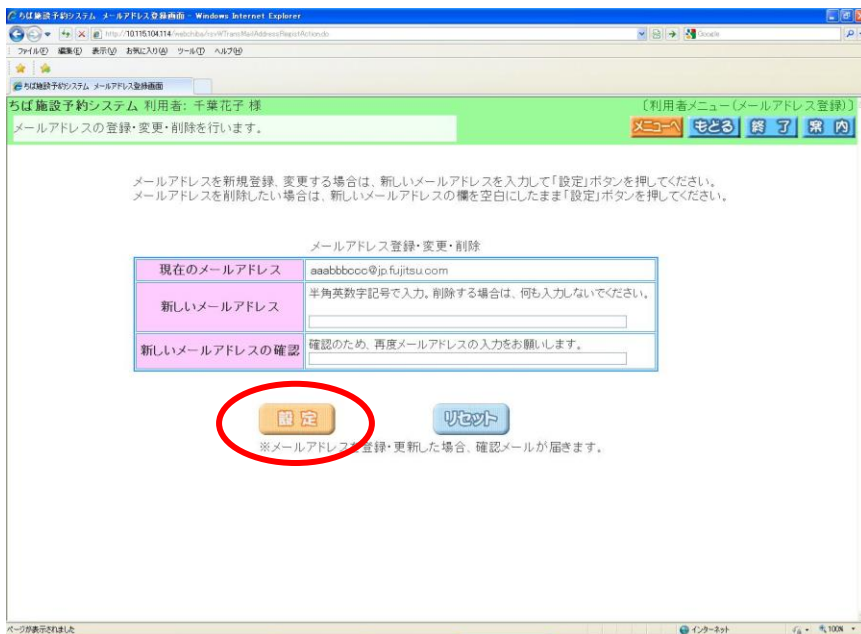 ちば施設予約システム メールアドレス登録画面 - Windows Internet Explorer
ファイル(F) 編集(E) 表示(V) お気に入り(A) ツール(T) ヘルプ(H)
ちば施設予約システム メールアドレス登録画面
ちば施設予約システム 利用者: 千葉花子 様 〔利用者メニュー(メールアドレス登録)〕
メールアドレスの登録・変更・削除を行います。 メニューへ もどる 終 了 案 内
メールアドレスを新規登録、変更する場合は、新しいメールアドレスを入力して「設定」ボタンを押してください。
メールアドレスを削除したい場合は、新しいメールアドレスの欄を空白にしたまま「設定」ボタンを押してください。
メールアドレス登録・変更・削除
現在のメールアドレス aaabbbccc@jp.fujitsu.com
新しいメールアドレス 半角英数字記号で入力。削除する場合は、何も入力しないでください。
新しいメールアドレスの確認 確認のため、再度メールアドレスの入力をお願いします。
設 定 リセット
※メールアドレスを登録・更新した場合、確認メールが届きます。
ページが表示されました インターネット 100%